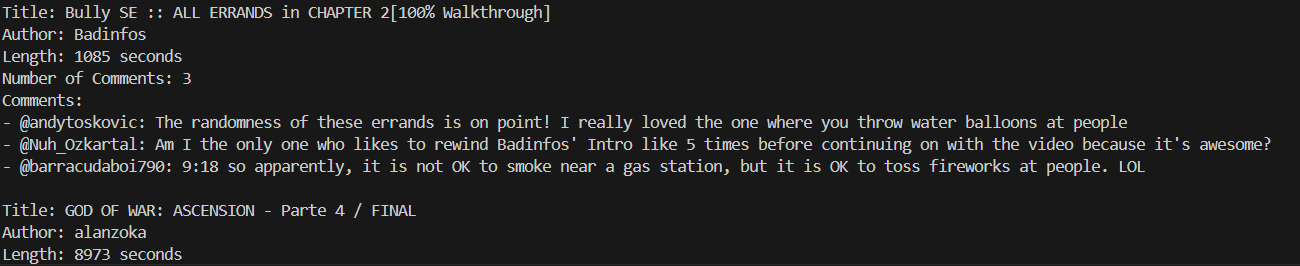 Title: Bully SE :: ALL ERRANDS in CHAPTER 2[100% Walkthrough]
Author: Badinfos
Length: 1085 seconds
Number of Comments: 3
Comments:
- @andytoskovic: The randomness of these errands is on point! I really loved the one where you throw water balloons at people
- @Nuh_Ozkartal: Am I the only one who likes to rewind Badinfos' Intro like 5 times before continuing on with the video because it's awesome?
- @barracudaboi790: 9:18 so apparently, it is not OK to smoke near a gas station, but it is OK to toss fireworks at people. LOL
Title: GOD OF WAR: ASCENSION - Parte 4 / FINAL
Author: alanzoka
Length: 8973 seconds